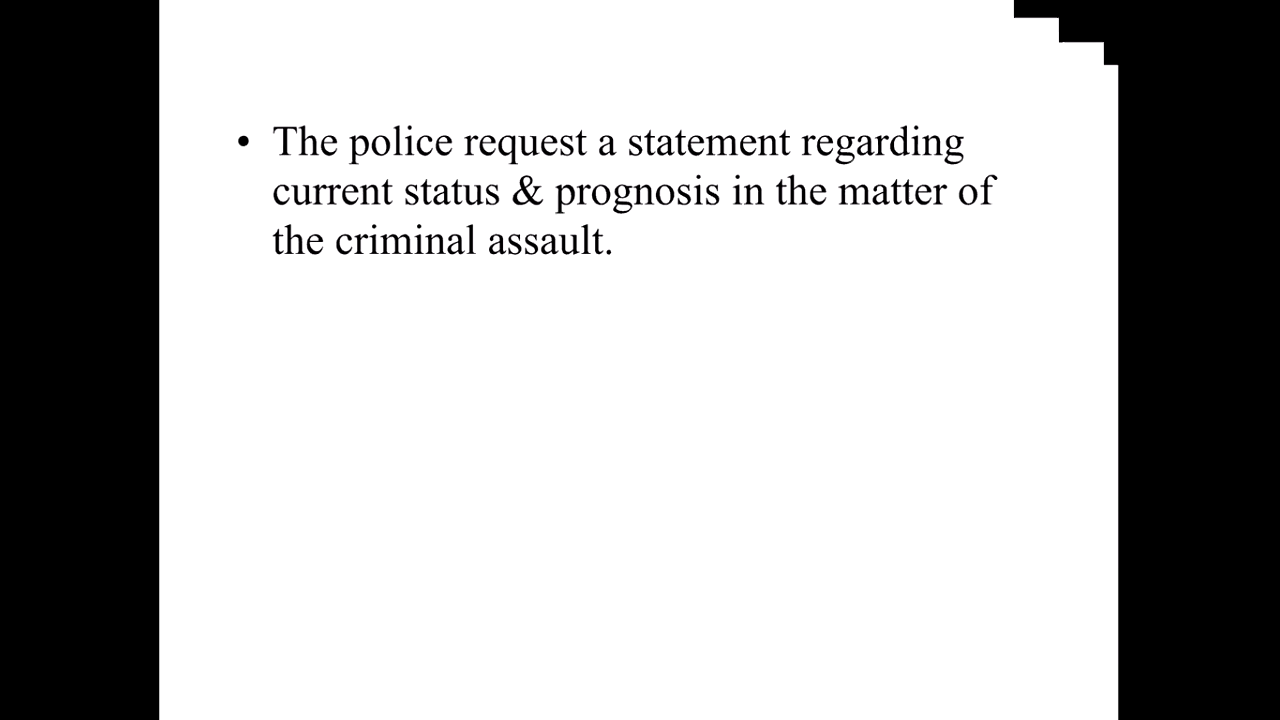 • The police request a statement regarding
current status & prognosis in the matter of
the criminal assault.